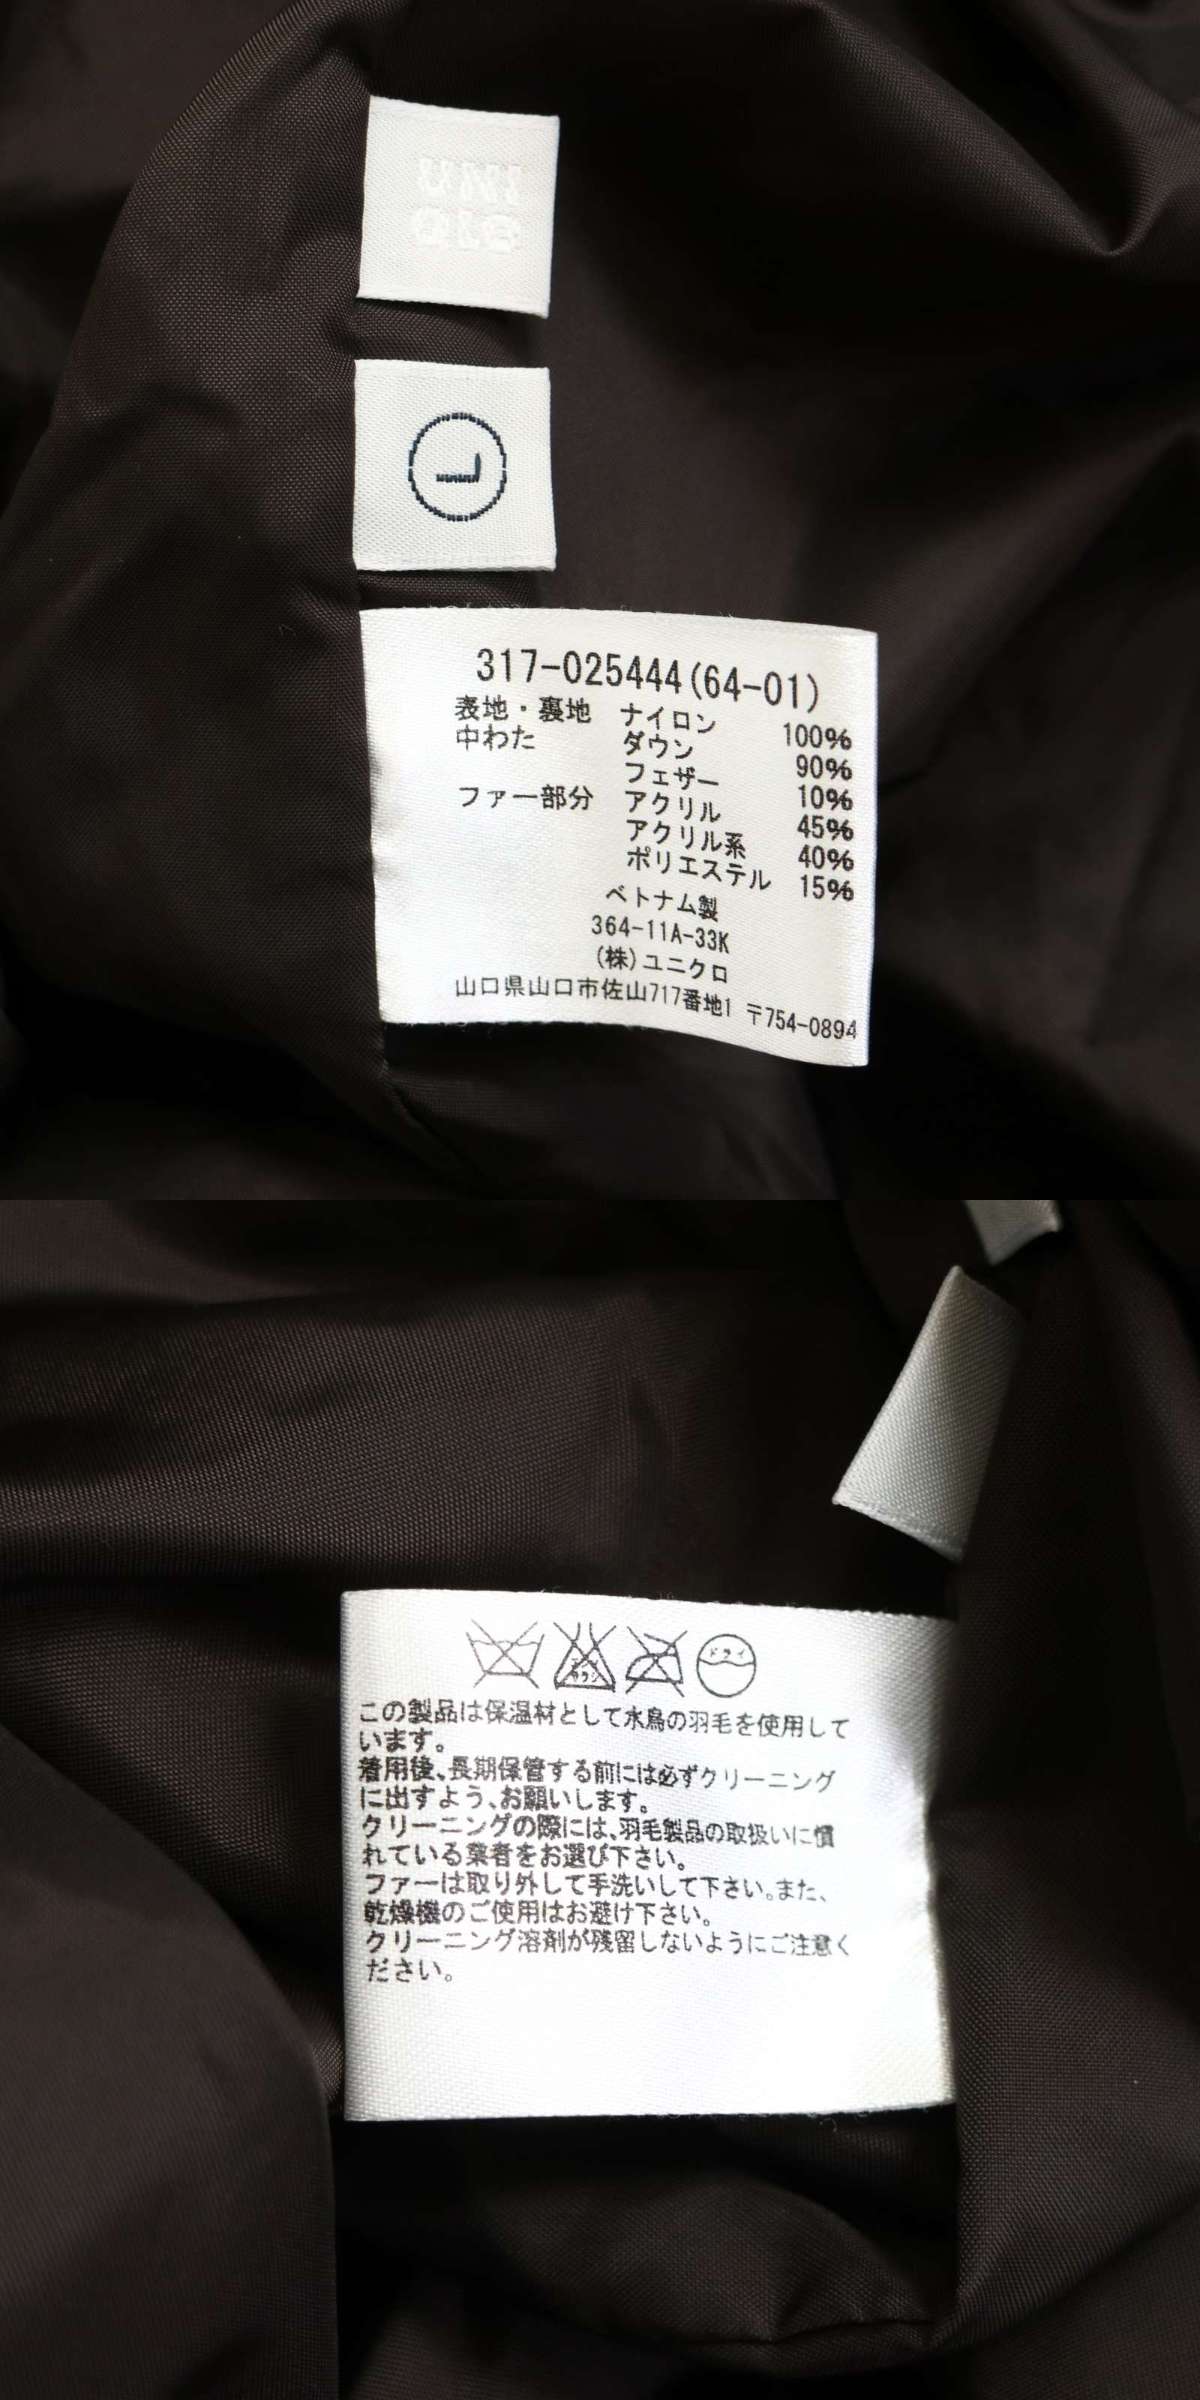 UNI
QLO
L
317-025444(64-01)
表地・裏地 ナイロン 100%
中わた ダウン 90%
フェザー 10%
ファー部分 アクリル 45%
アクリル系 40%
ポリエステル 15%
ベトナム製
364-11A-33K
(株)ユニクロ
山口県山口市佐山717番地1 〒754-0894
ドライ
この製品は保温材として水鳥の羽毛を使用して
います。
着用後、長期保管する前には必ずクリーニング
に出すよう、お願いします。
クリーニングの際には、羽毛製品の取扱いに慣
れている業者をお選び下さい。
ファーは取り外して手洗いして下さい。また、
乾燥機のご使用はお避け下さい。
クリーニング溶剤が残留しないようにご注意く
ださい。